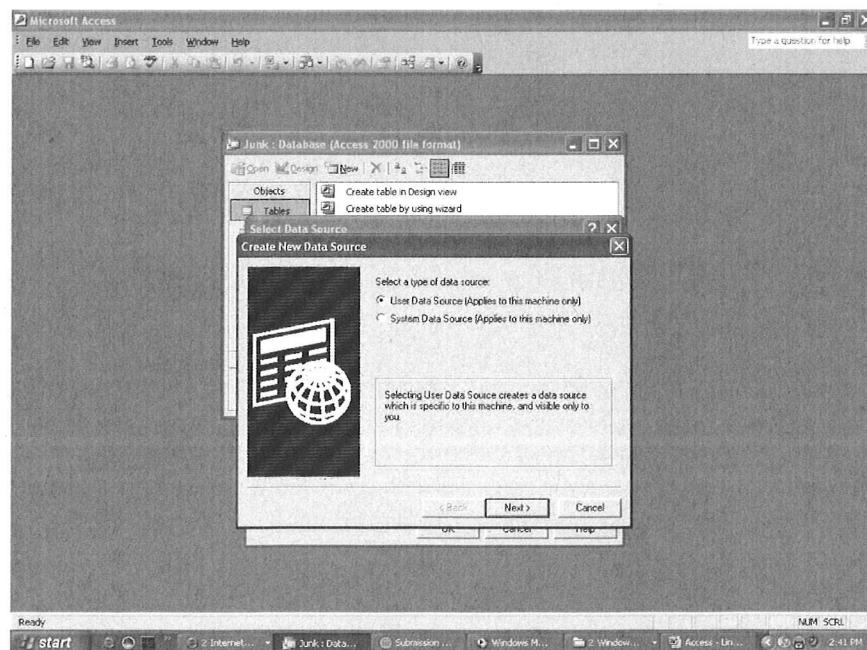 Microsoft Access
File Edit View Insert Tools Window Help
Type a question for help
Junk : Database (Access 2000 file format)
Open Design New
Objects
Create table in Design view
Tables
Create table by using wizard
Select Data Source
Create New Data Source
Select a type of data source:
User Data Source (Applies to this machine only)
System Data Source (Applies to this machine only)
Selecting User Data Source creates a data source
which is specific to this machine, and visible only to
you.
< Back Next > Cancel
OK Cancel Help
Ready
NUM SCRL
start 2 Internet... Junk : Data... Submission ... Windows M... 2 Window... Access - Lin... 2:41 PM